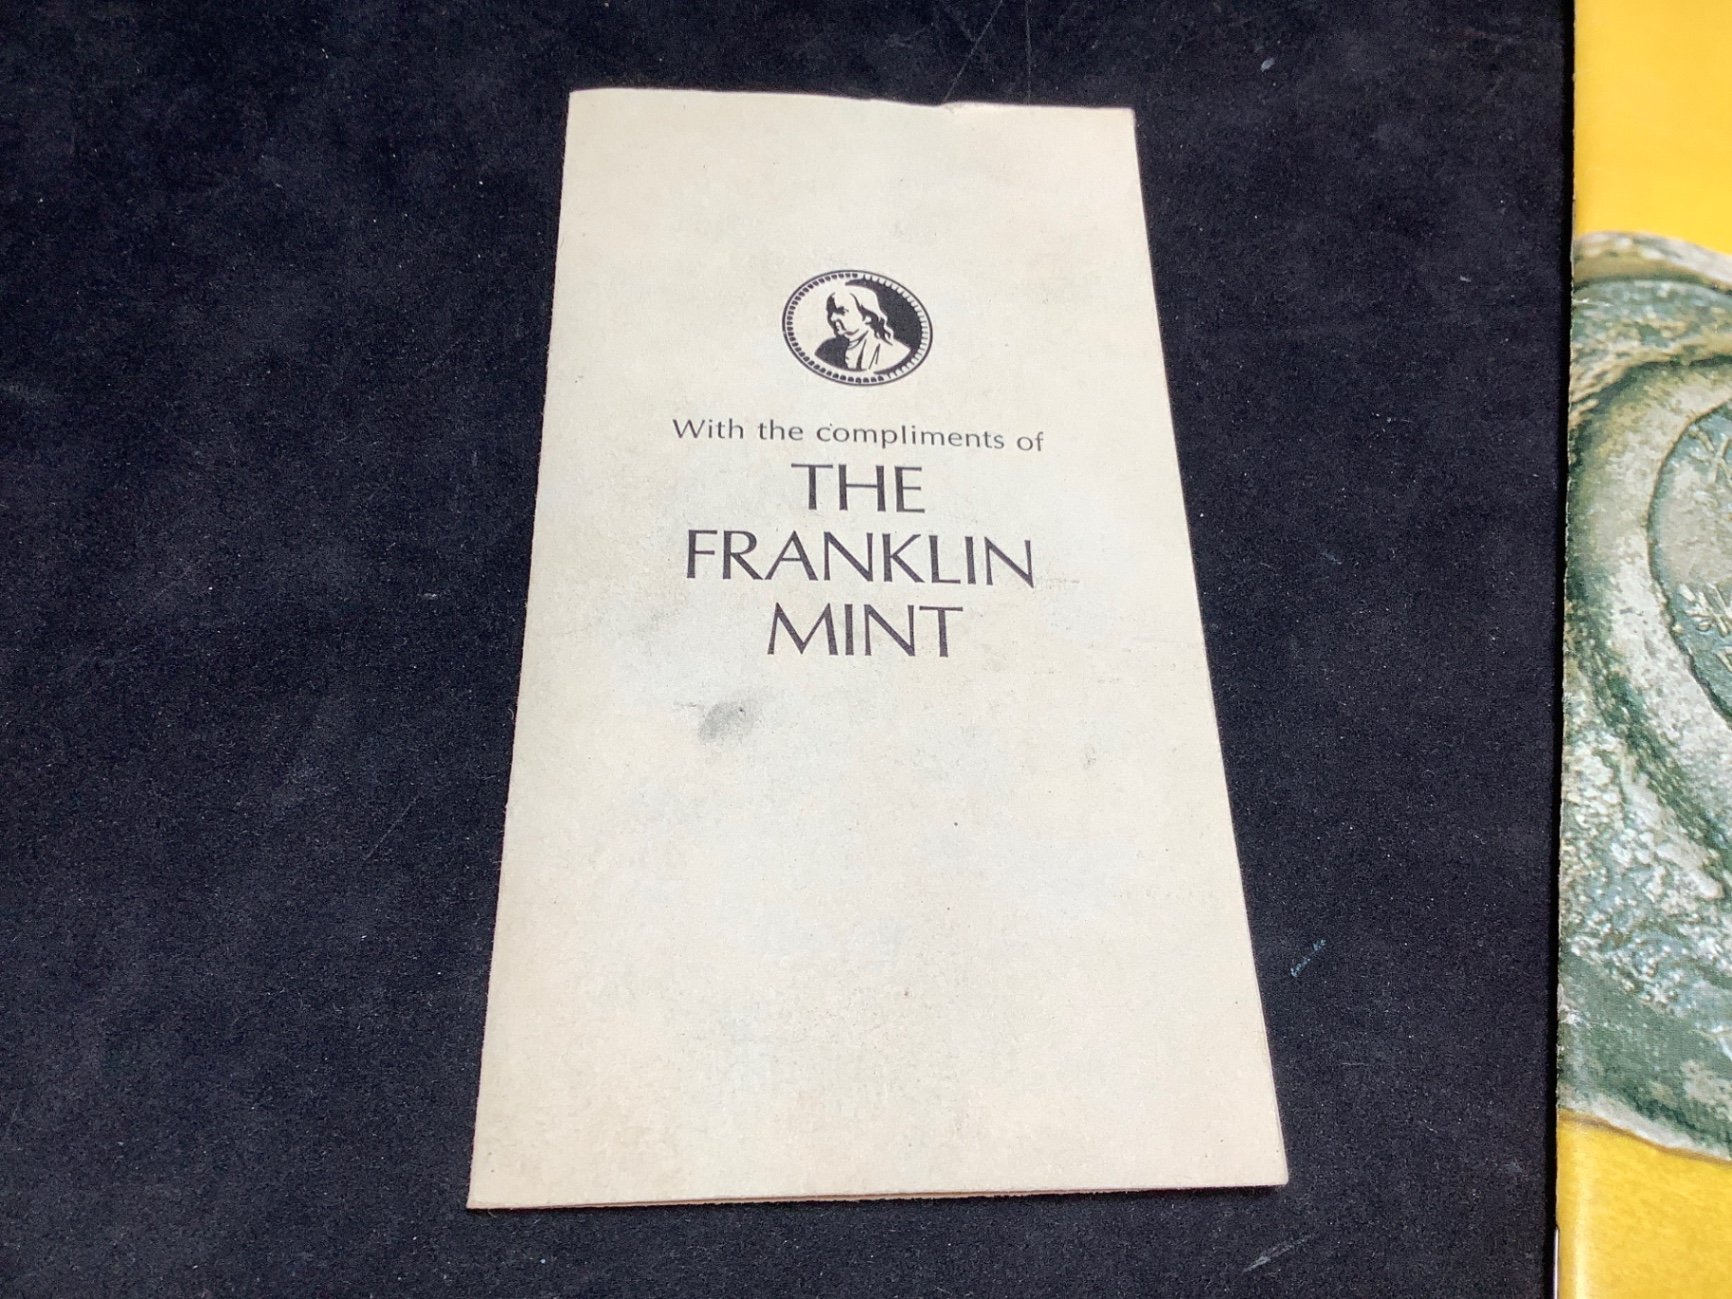 With the compliments of
THE
FRANKLIN
MINT